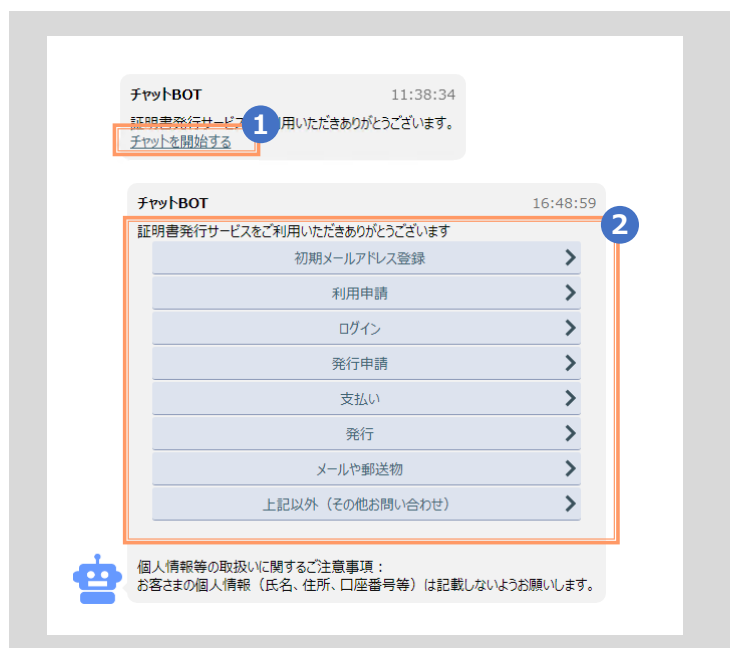 チャットBOT 11:38:34
証明書発行サービス 用いただきありがとうございます。
1
チャットを開始する
チャットBOT 16:48:59
2
証明書発行サービスをご利用いただきありがとうございます
初期メールアドレス登録
利用申請
ログイン
発行申請
支払い
発行
メールや郵送物
上記以外（その他お問い合わせ）
個人情報等の取扱いに関するご注意事項：
お客さまの個人情報（氏名、住所、口座番号等）は記載しないようお願いします。